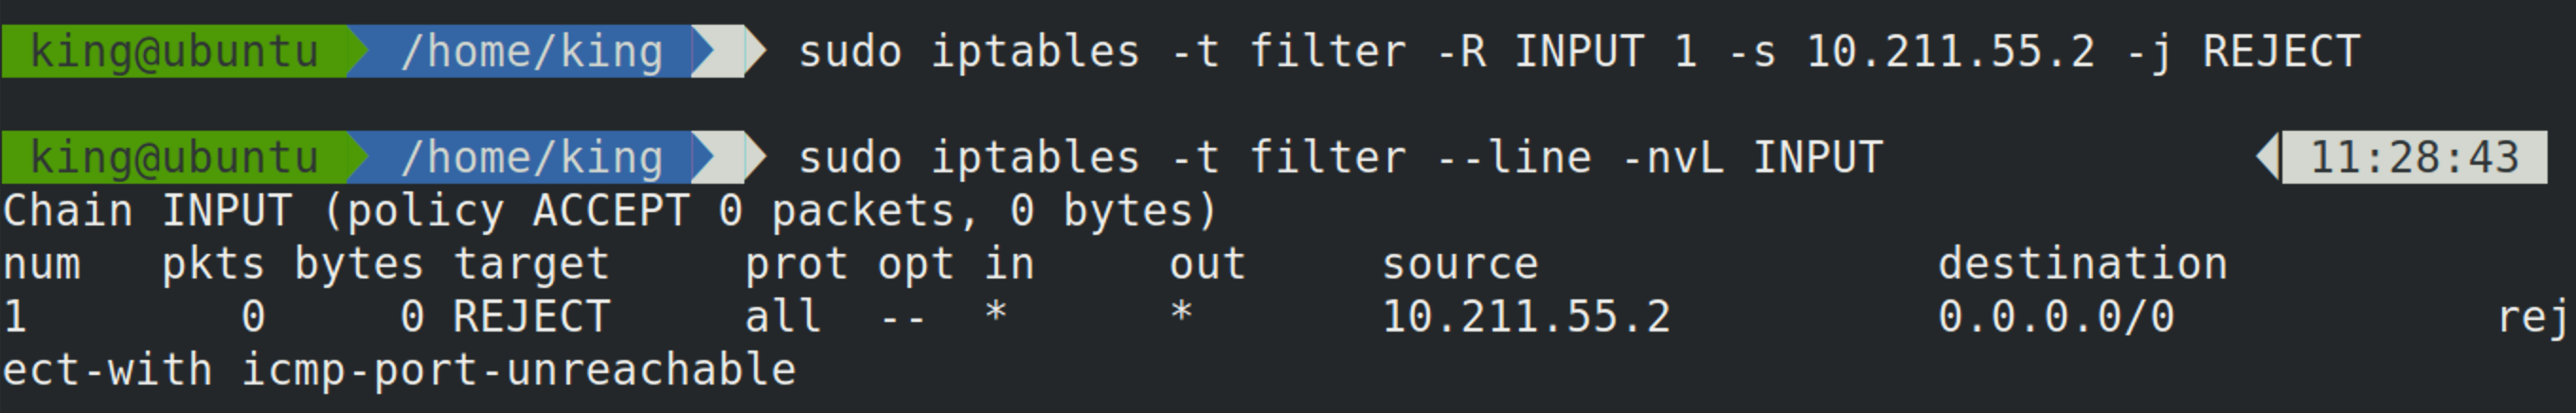 king@ubuntu /home/king sudo iptables -t filter -R INPUT 1 -s 10.211.55.2 -j REJECT
king@ubuntu /home/king sudo iptables -t filter --line -nvL INPUT 11:28:43
Chain INPUT (policy ACCEPT 0 packets, 0 bytes)
num pkts bytes target prot opt in out source destination
1 0 0 REJECT all -- * * 10.211.55.2 0.0.0.0/0 rej
ect-with icmp-port-unreachable